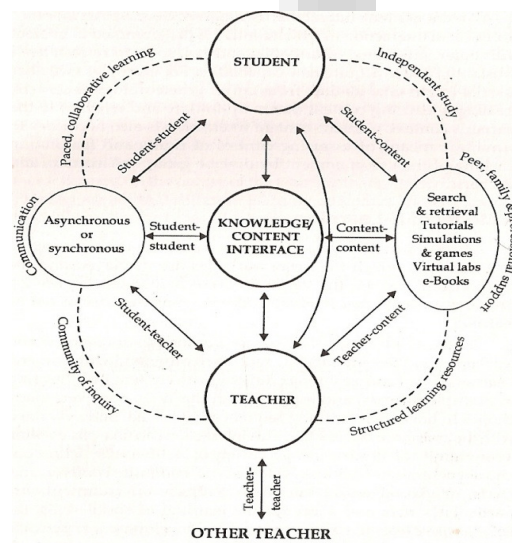 STUDENT
Paced, collaborative learning
Independent study
Student-student
Student-content
Peer, family & professional support
Communication
Asynchronous
or
synchronous
Student-
student
KNOWLEDGE/
CONTENT
INTERFACE
Content-
content
Search
& retrieval
Tutorials
Simulations
& games
Virtual labs
e-Books
Student-teacher
Teacher-content
Community of inquiry
Structured learning resources
TEACHER
Teacher-
teacher
OTHER TEACHER